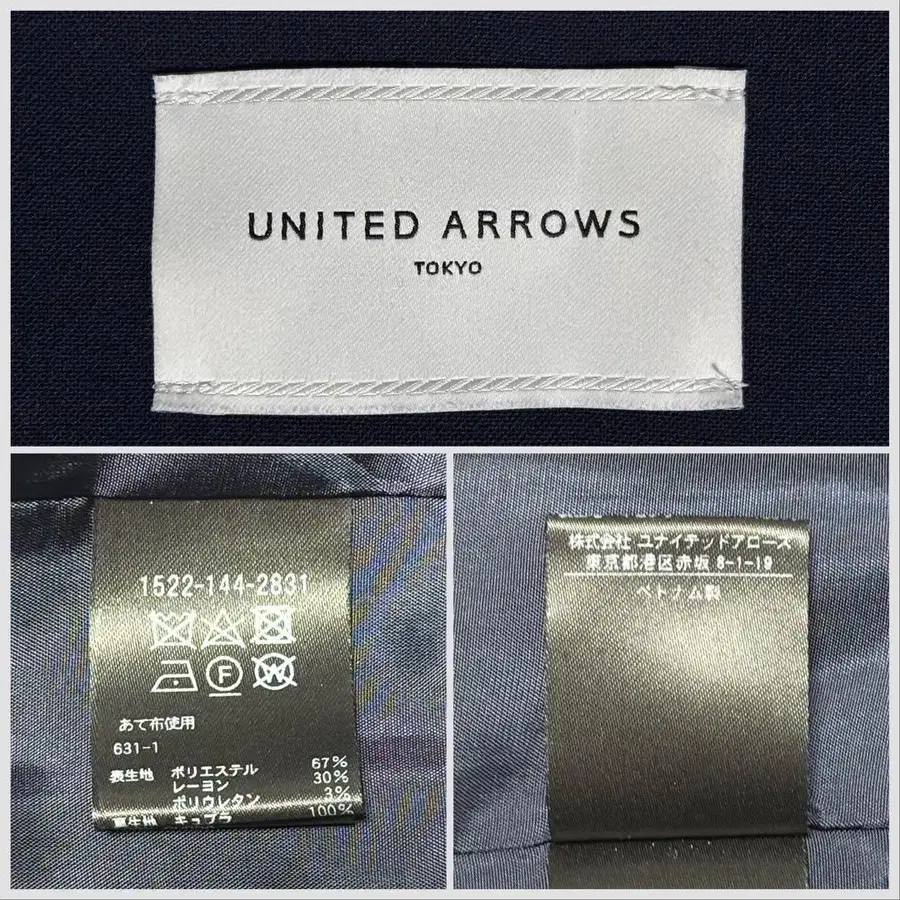 UNITED ARROWS
TOKYO
1522-144-2831
W
F
あて布使用
631-1
表生地 ポリエステル 67%
レーヨン 30%
ポリウレタン 3%
裏生地 キュプラ 100%
株式会社 ユナイテッドアローズ
東京都港区赤坂 8-1-19
ベトナム製